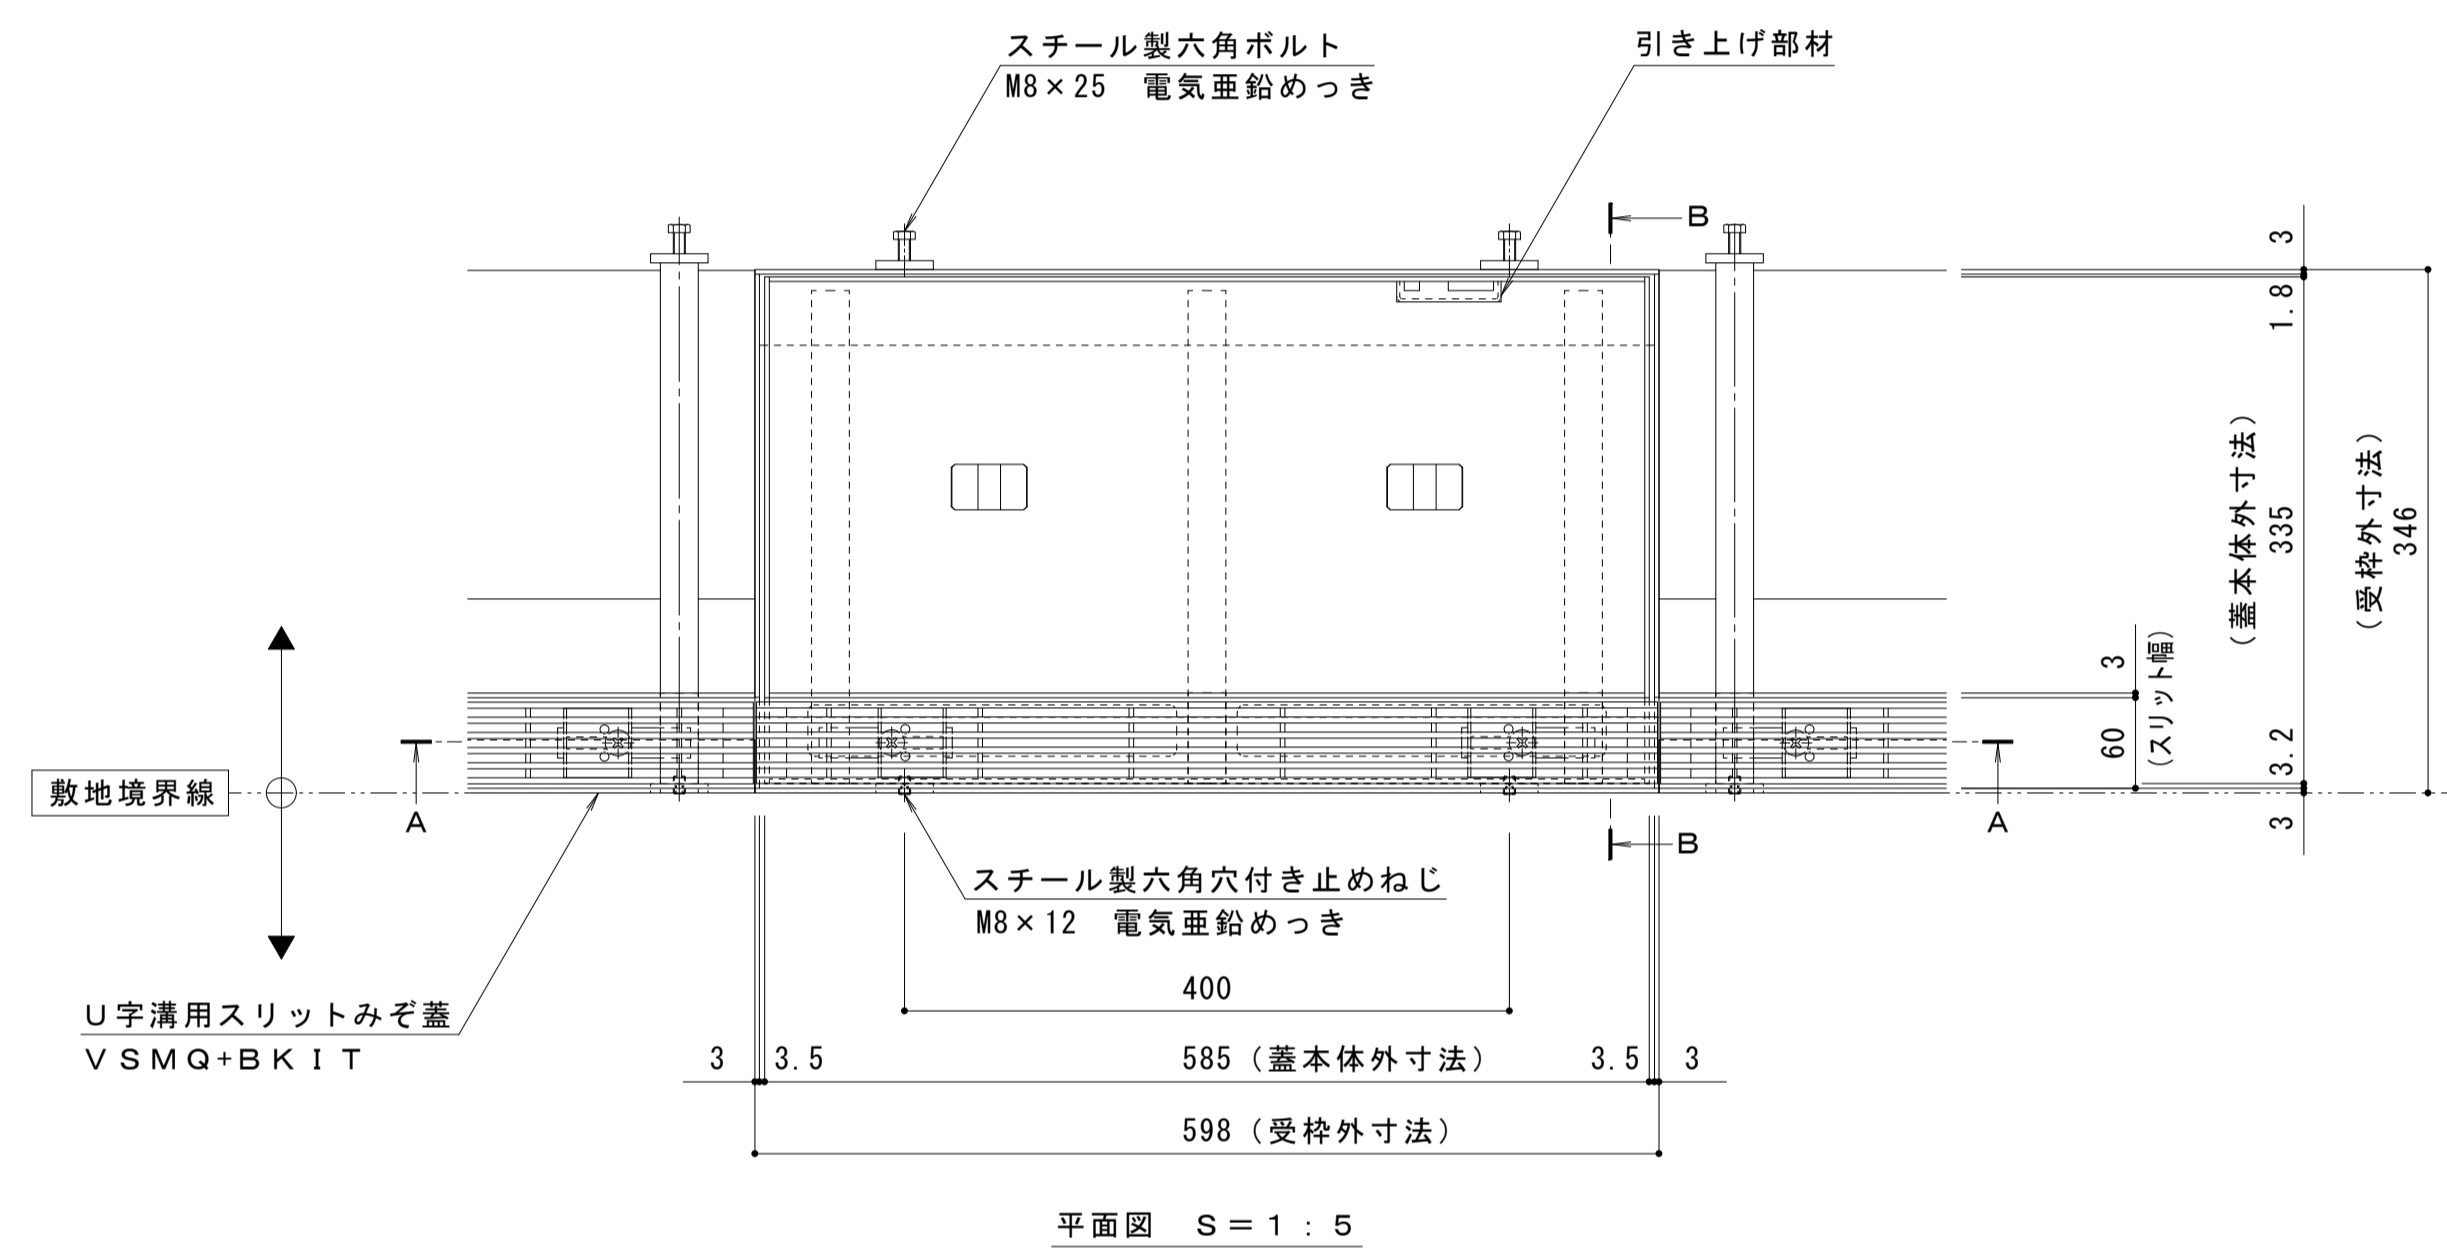 スチール製六角ボルト
M8×25 電気亜鉛めっき
引き上げ部材
B
3
1.8
(蓋本体外寸法)
335
(受枠外寸法)
346
3
(スリット幅)
60
3.2
3
敷地境界線
A
A
B
スチール製六角穴付き止めねじ
M8×12 電気亜鉛めっき
400
U字溝用スリットみぞ蓋
VSMQ+BKIT
3
3.5
585(蓋本体外寸法)
3.5
3
598(受枠外寸法)
平面図 S=1:5